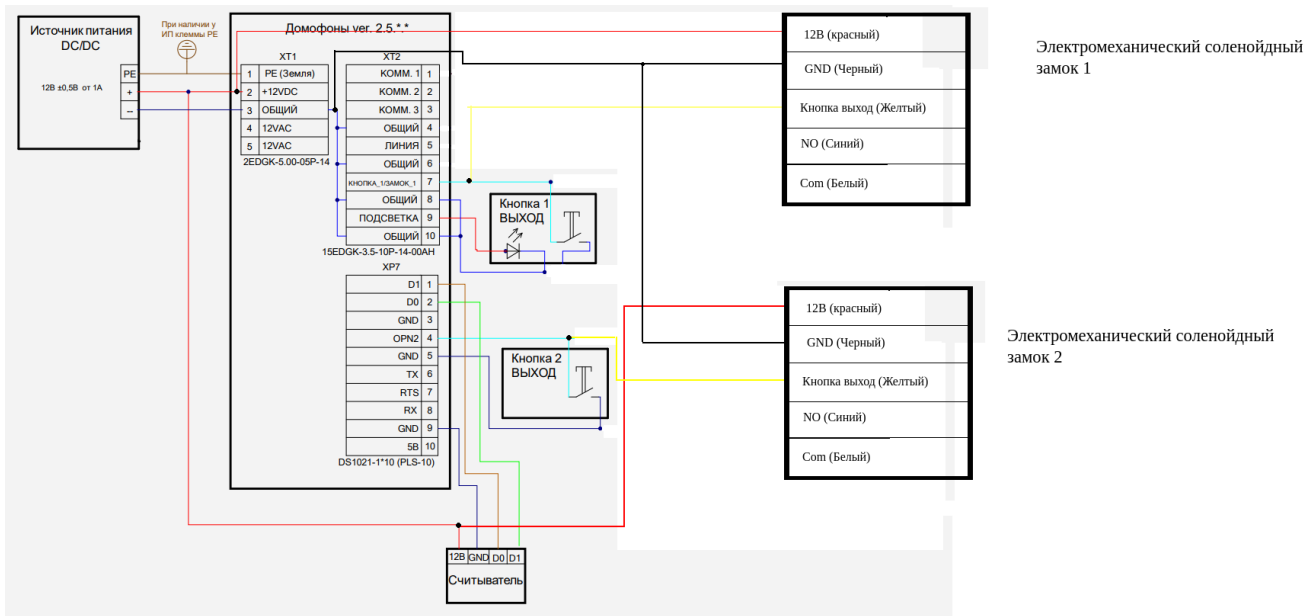 Источник питания
DC/DC
12В ±0,5В от 1А
PE
+
--
При наличии у
ИП клеммы PE
Домофоны ver. 2.5.*.*
XT1
1 PE (Земля)
2 +12VDC
3 ОБЩИЙ
4 12VAC
5 12VAC
2EDGK-5.00-05P-14
XT2
КОММ. 1 1
КОММ. 2 2
КОММ. 3 3
ОБЩИЙ 4
ЛИНИЯ 5
ОБЩИЙ 6
КНОПКА_1/ЗАМОК_1 7
ОБЩИЙ 8
ПОДСВЕТКА 9
ОБЩИЙ 10
15EDGK-3.5-10P-14-00AH
XP7
D1 1
D0 2
GND 3
OPN2 4
GND 5
TX 6
RTS 7
RX 8
GND 9
5В 10
DS1021-1*10 (PLS-10)
Кнопка 1
ВЫХОД
Кнопка 2
ВЫХОД
12В GND D0 D1
Считыватель
12В (красный)
GND (Черный)
Кнопка выход (Желтый)
NO (Синий)
Com (Белый)
Электромеханический соленойдный
замок 1
12В (красный)
GND (Черный)
Кнопка выход (Желтый)
NO (Синий)
Com (Белый)
Электромеханический соленойдный
замок 2